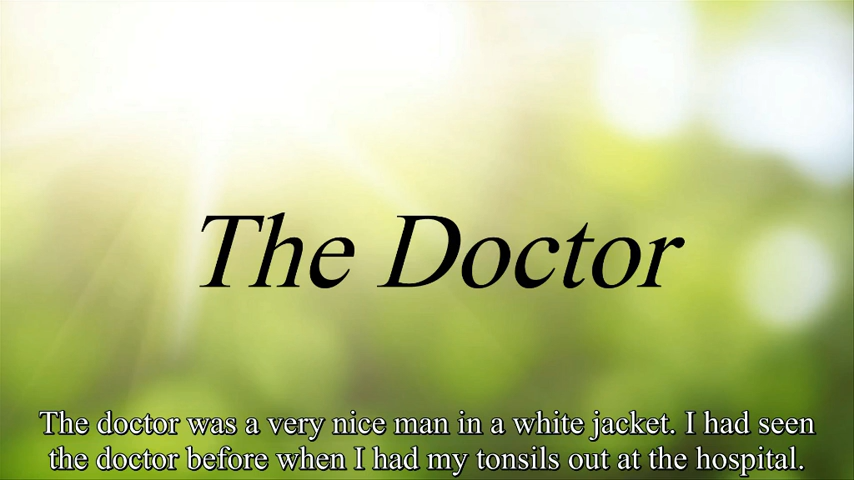 The Doctor
The doctor was a very nice man in a white jacket. I had seen
the doctor before when I had my tonsils out at the hospital.